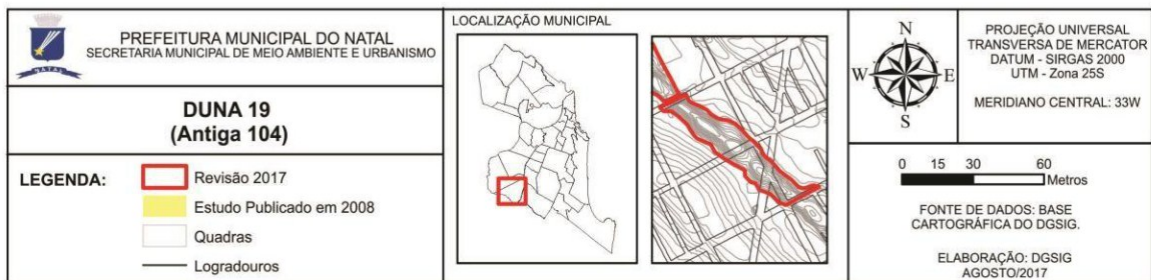 PREFEITURA MUNICIPAL DO NATAL
SECRETARIA MUNICIPAL DE MEIO AMBIENTE E URBANISMO
NATAL
DUNA 19
(Antiga 104)
LEGENDA:
Revisão 2017
Estudo Publicado em 2008
Quadras
Logradouros
LOCALIZAÇÃO MUNICIPAL
N
W
E
S
PROJEÇÃO UNIVERSAL
TRANSVERSA DE MERCATOR
DATUM - SIRGAS 2000
UTM - Zona 25S
MERIDIANO CENTRAL: 33W
0 15 30 60
Metros
FONTE DE DADOS: BASE
CARTOGRÁFICA DO DGSIG.
ELABORAÇÃO: DGSIG
AGOSTO/2017